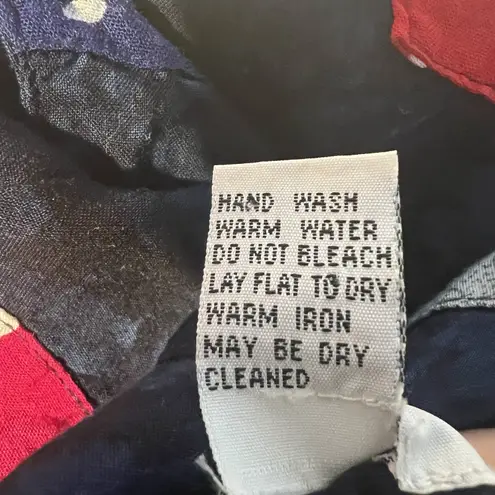 HAND WASH
WARM WATER
DO NOT BLEACH
LAY FLAT TO DRY
WARM IRON
MAY BE DRY
CLEANED